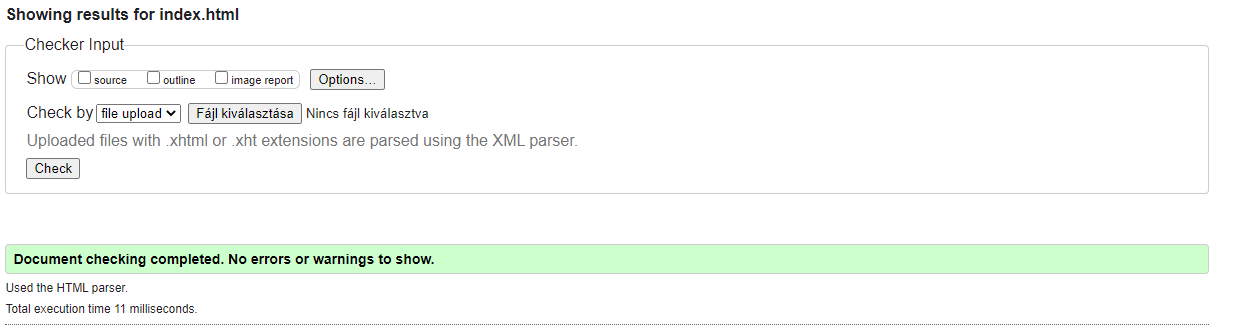 Showing results for index.html
Checker Input
Show source outline image report Options...
Check by file upload Fájl kiválasztása Nincs fájl kiválasztva
Uploaded files with .xhtml or .xht extensions are parsed using the XML parser.
Check
Document checking completed. No errors or warnings to show.
Used the HTML parser.
Total execution time 11 milliseconds.